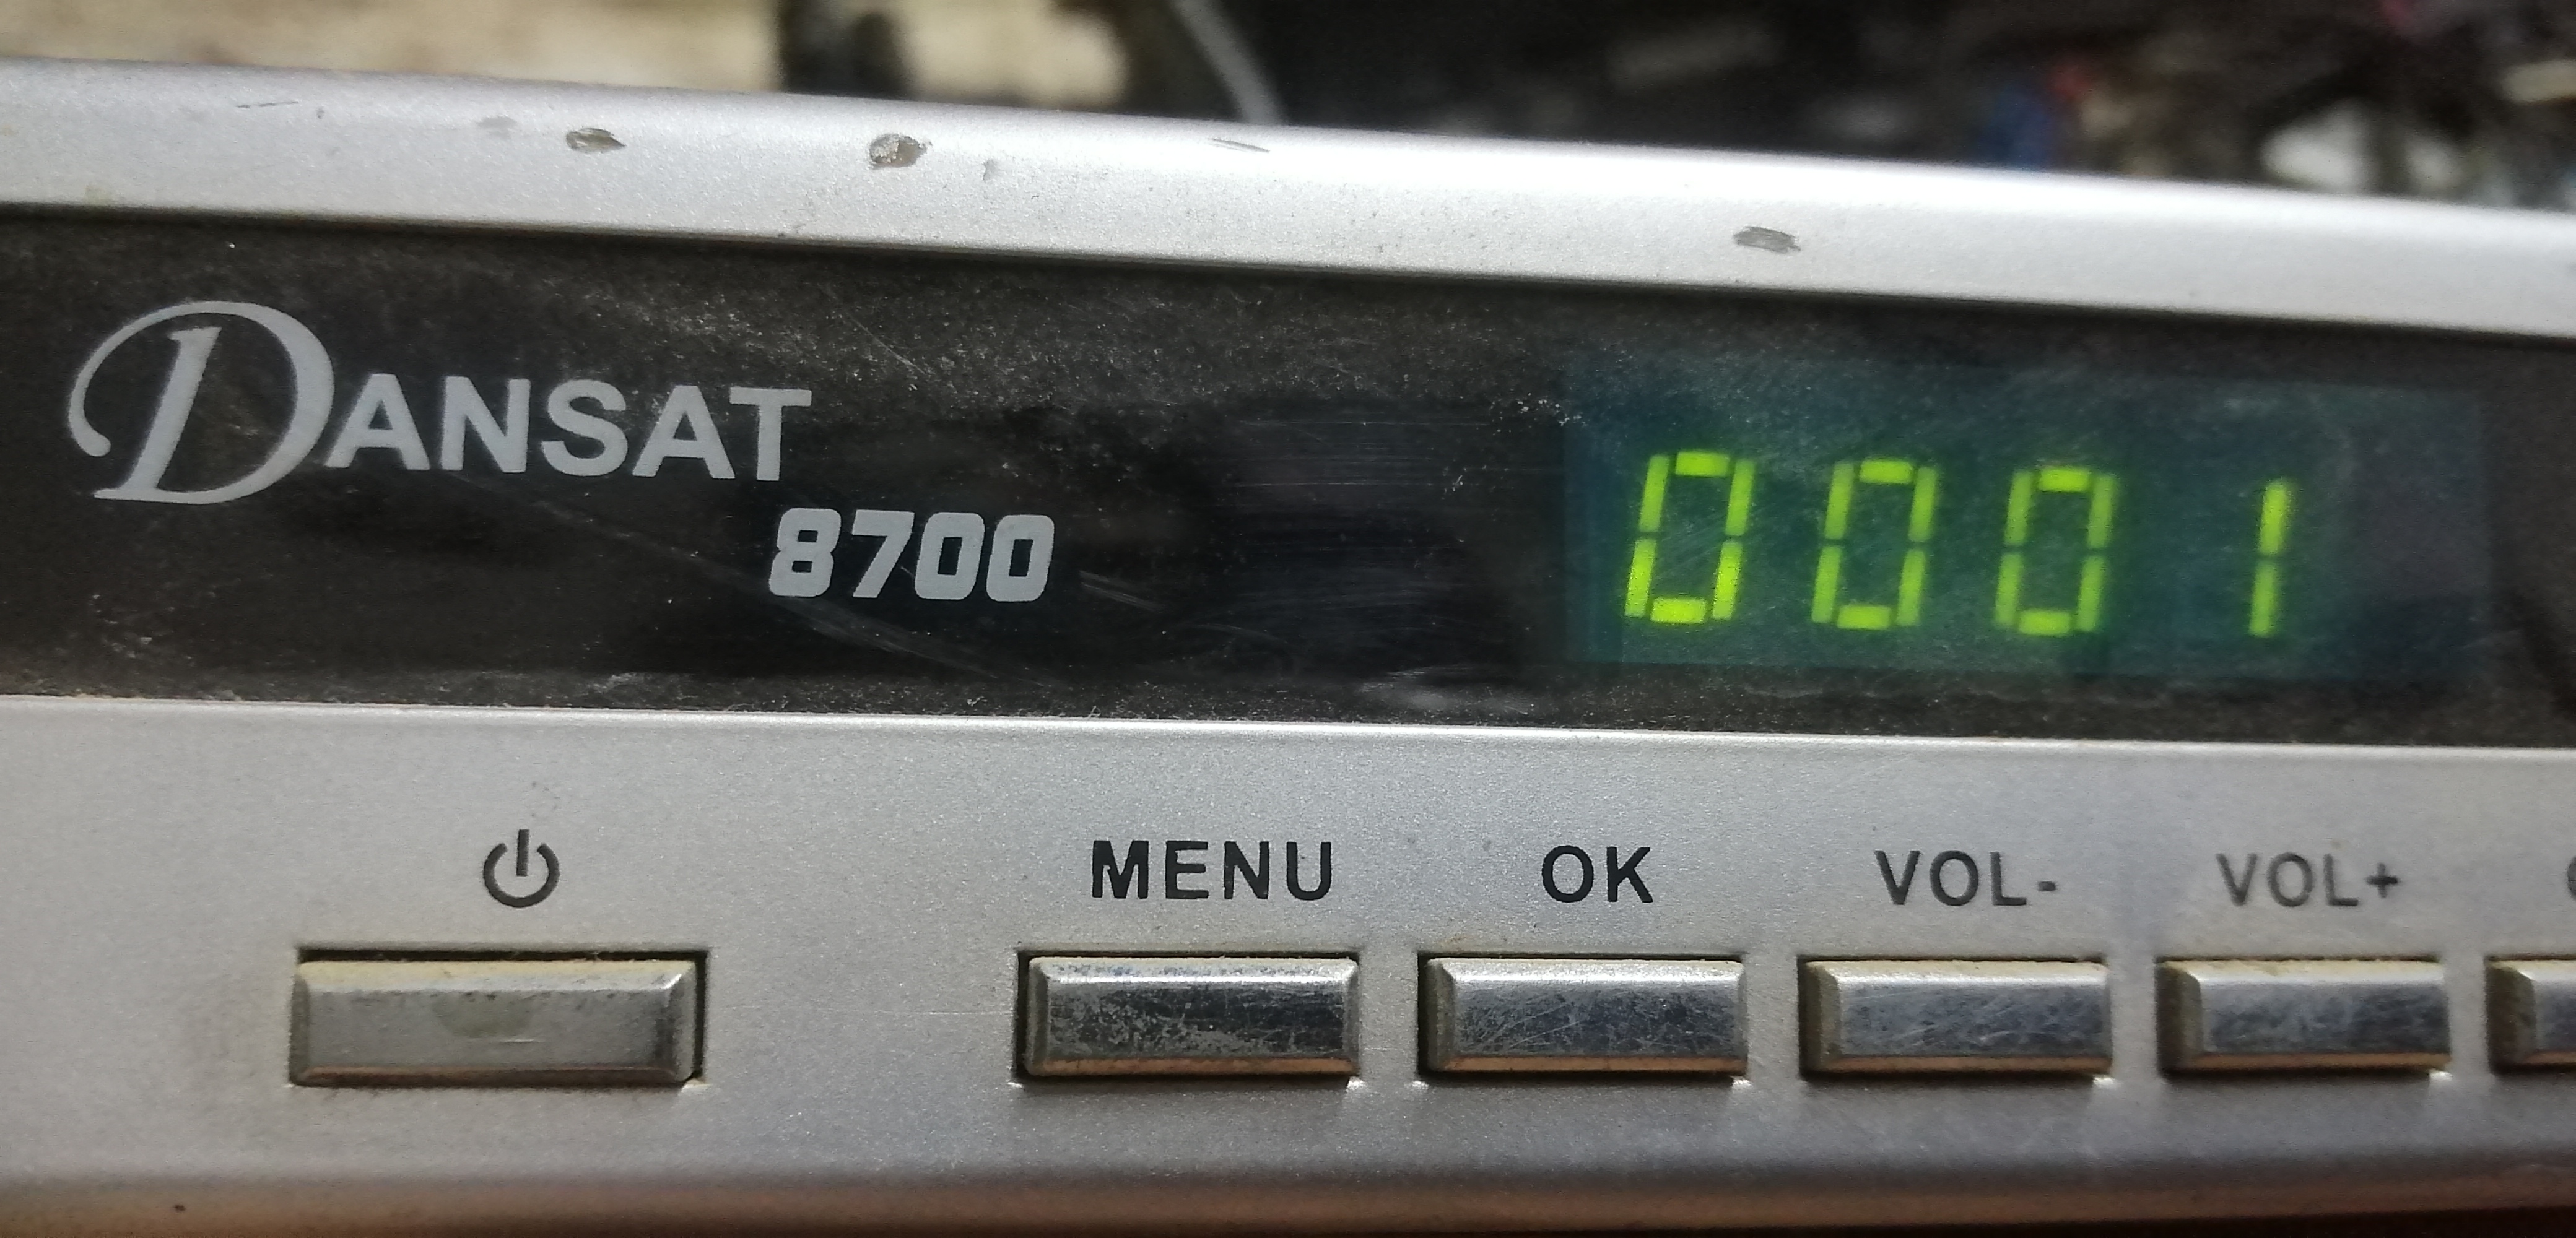 DANSAT
8700
0001
MENU OK VOL- VOL+